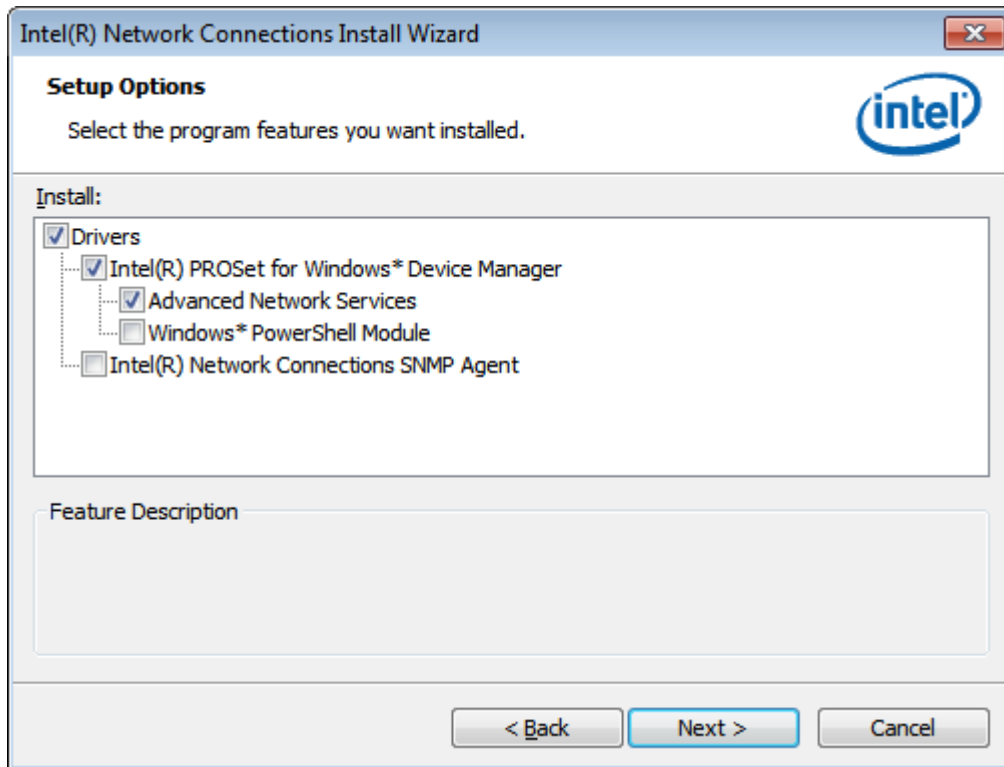 Intel(R) Network Connections Install Wizard
Setup Options
Select the program features you want installed.
intel
Install:
Drivers
Intel(R) PROSet for Windows* Device Manager
Advanced Network Services
Windows* PowerShell Module
Intel(R) Network Connections SNMP Agent
Feature Description
< Back Next > Cancel